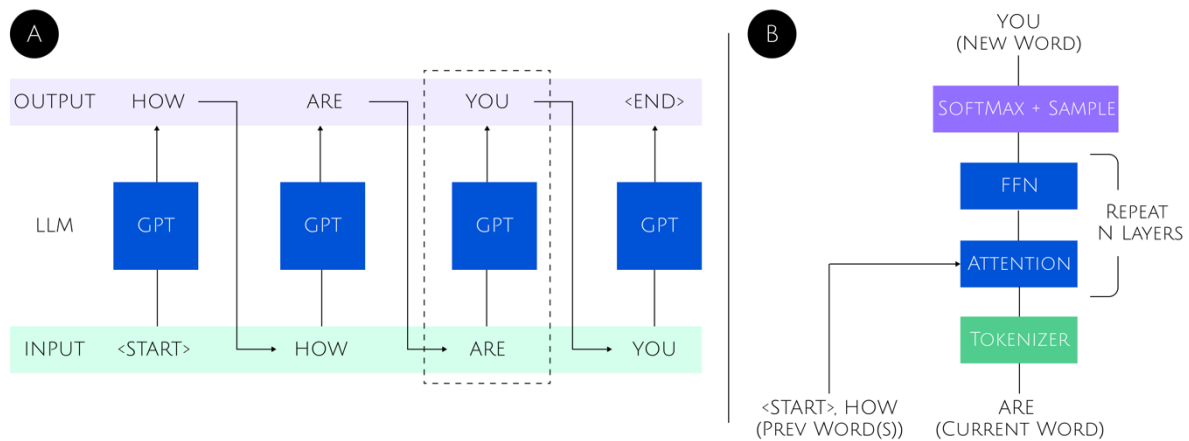 A
OUTPUT HOW ARE YOU <END>
LLM GPT GPT GPT GPT
INPUT <START> HOW ARE YOU
B
YOU
(New Word)
SoftMax + Sample
FFN
Attention
Repeat
N Layers
Tokenizer
<START>, HOW
(Prev Word(s))
ARE
(Current Word)